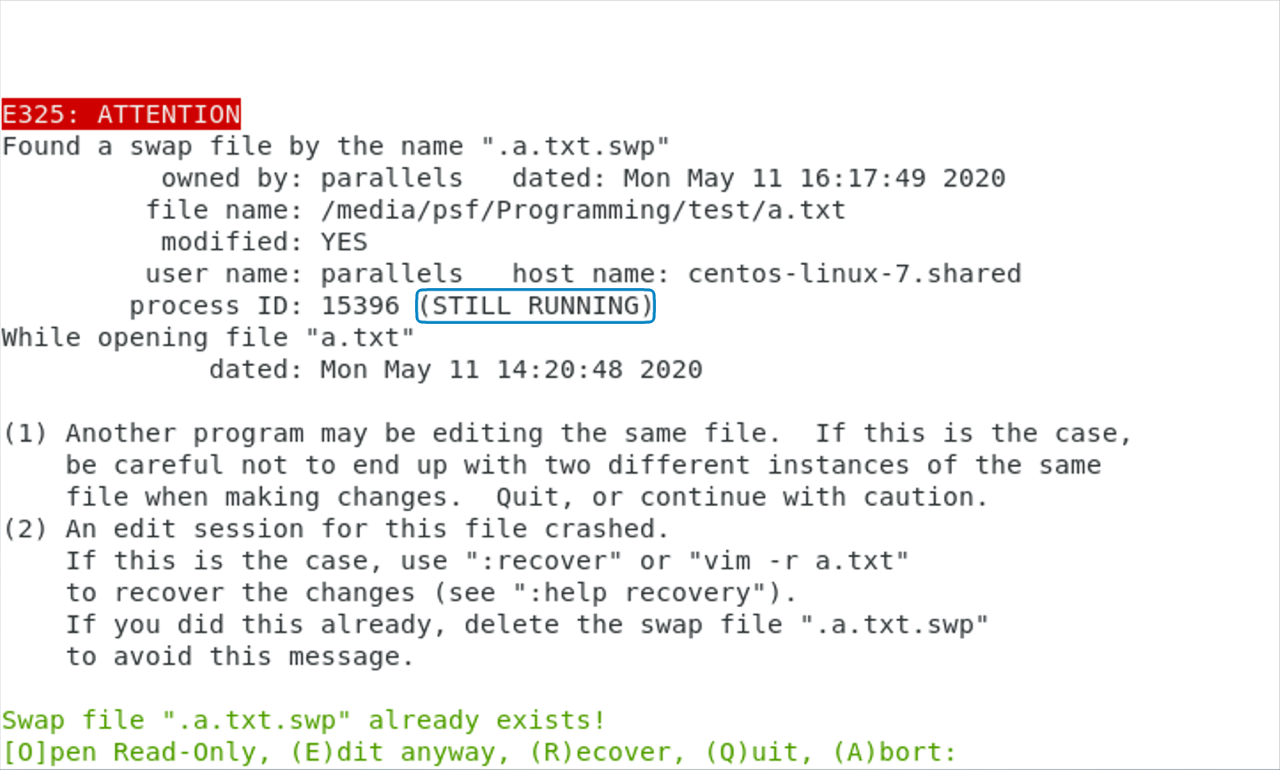 E325: ATTENTION
Found a swap file by the name ".a.txt.swp"
          owned by: parallels   dated: Mon May 11 16:17:49 2020
         file name: /media/psf/Programming/test/a.txt
          modified: YES
         user name: parallels   host name: centos-linux-7.shared
        process ID: 15396 (STILL RUNNING)
While opening file "a.txt"
             dated: Mon May 11 14:20:48 2020

(1) Another program may be editing the same file.  If this is the case,
    be careful not to end up with two different instances of the same
    file when making changes.  Quit, or continue with caution.
(2) An edit session for this file crashed.
    If this is the case, use ":recover" or "vim -r a.txt"
    to recover the changes (see ":help recovery").
    If you did this already, delete the swap file ".a.txt.swp"
    to avoid this message.

Swap file ".a.txt.swp" already exists!
[O]pen Read-Only, (E)dit anyway, (R)ecover, (Q)uit, (A)bort: